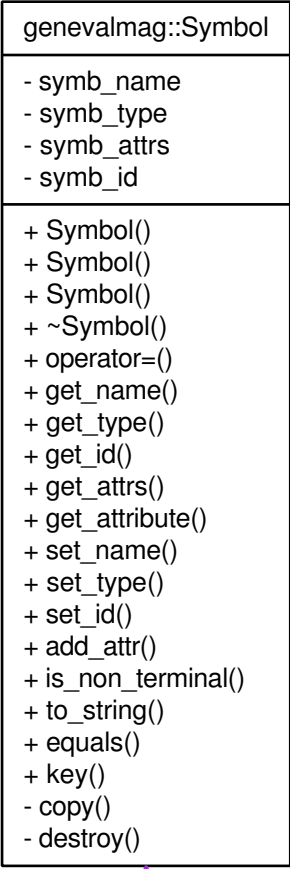 genevalmag::Symbol
- symb_name
- symb_type
- symb_attrs
- symb_id
+ Symbol()
+ Symbol()
+ Symbol()
+ ~Symbol()
+ operator=()
+ get_name()
+ get_type()
+ get_id()
+ get_attrs()
+ get_attribute()
+ set_name()
+ set_type()
+ set_id()
+ add_attr()
+ is_non_terminal()
+ to_string()
+ equals()
+ key()
- copy()
- destroy()